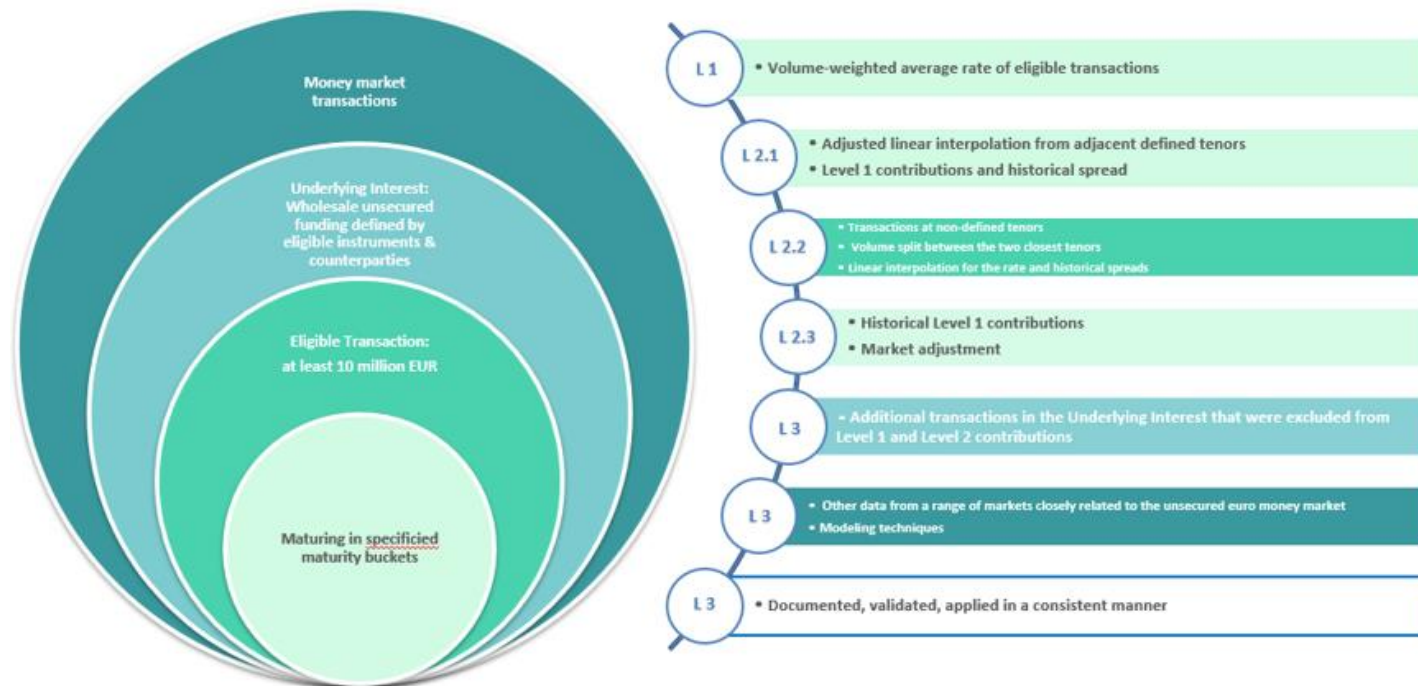 Money market
transactions
Underlying Interest:
Wholesale unsecured
funding defined by
eligible instruments &
counterparties
Eligible Transaction:
at least 10 million EUR
Maturing in specificied
maturity buckets
L 1
• Volume-weighted average rate of eligible transactions
L 2.1
• Adjusted linear interpolation from adjacent defined tenors
• Level 1 contributions and historical spread
L 2.2
• Transactions at non-defined tenors
• Volume split between the two closest tenors
• Linear interpolation for the rate and historical spreads
L 2.3
• Historical Level 1 contributions
• Market adjustment
L 3
• Additional transactions in the Underlying Interest that were excluded from
Level 1 and Level 2 contributions
L 3
• Other data from a range of markets closely related to the unsecured euro money market
• Modeling techniques
L 3
• Documented, validated, applied in a consistent manner